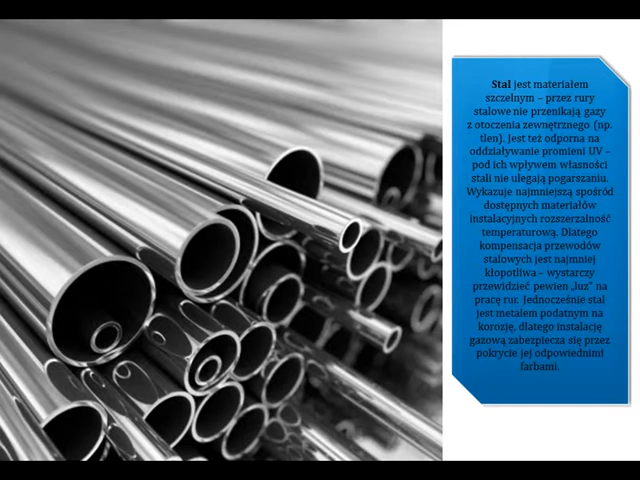 Stal jest materiałem
szczelnym – przez rury
stalowe nie przenikają gazy
z otoczenia zewnętrznego (np.
tlen). Jest też odporna na
oddziaływanie promieni UV –
pod ich wpływem własności
stali nie ulegają pogarszaniu.
Wykazuje najmniejszą spośród
dostępnych materiałów
instalacyjnych rozszerzalność
temperaturową. Dlatego
kompensacja przewodów
stalowych jest najmniej
kłopotliwa – wystarczy
przewidzieć pewien „luz” na
pracę rur. Jednocześnie stal
jest metalem podatnym na
korozję, dlatego instalację
gazową zabezpiecza się przez
pokrycie jej odpowiednimi
farbami.